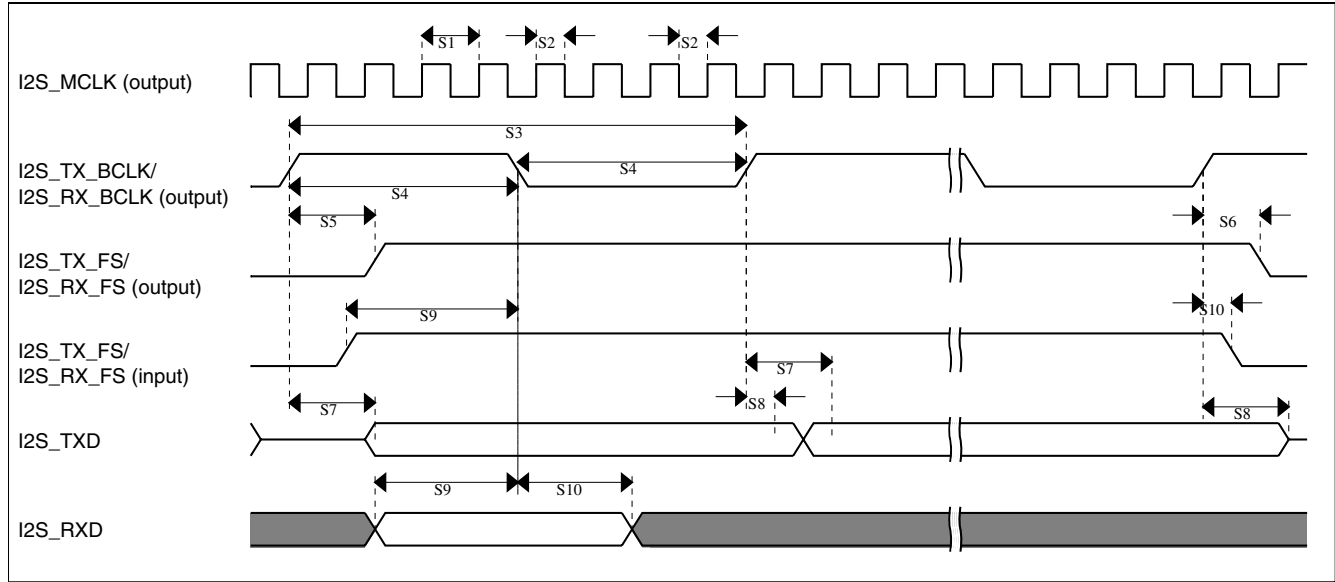 S1 S2 S2
I2S_MCLK (output)
S3
I2S_TX_BCLK/
I2S_RX_BCLK (output)
S4
S4
S5
S6
I2S_TX_FS/
I2S_RX_FS (output)
S9
S10
I2S_TX_FS/
I2S_RX_FS (input)
S7
S7
S8
S8
I2S_TXD
S9 S10
I2S_RXD